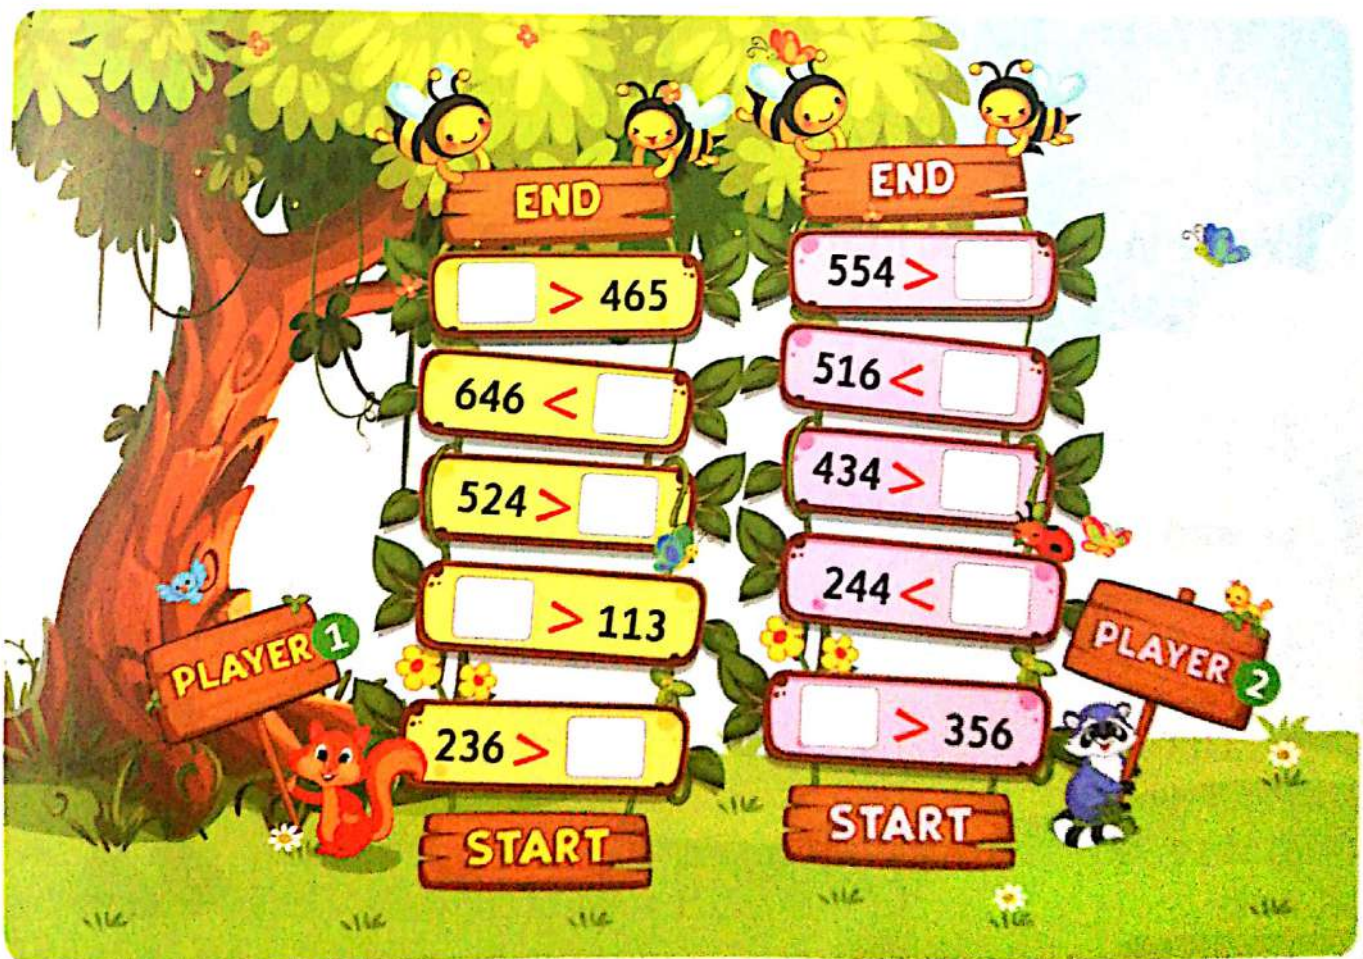 END
> 465
646 <
524 >
> 113
236 >
START
PLAYER 1
END
554 >
516 <
434 >
244 <
> 356
START
PLAYER 2